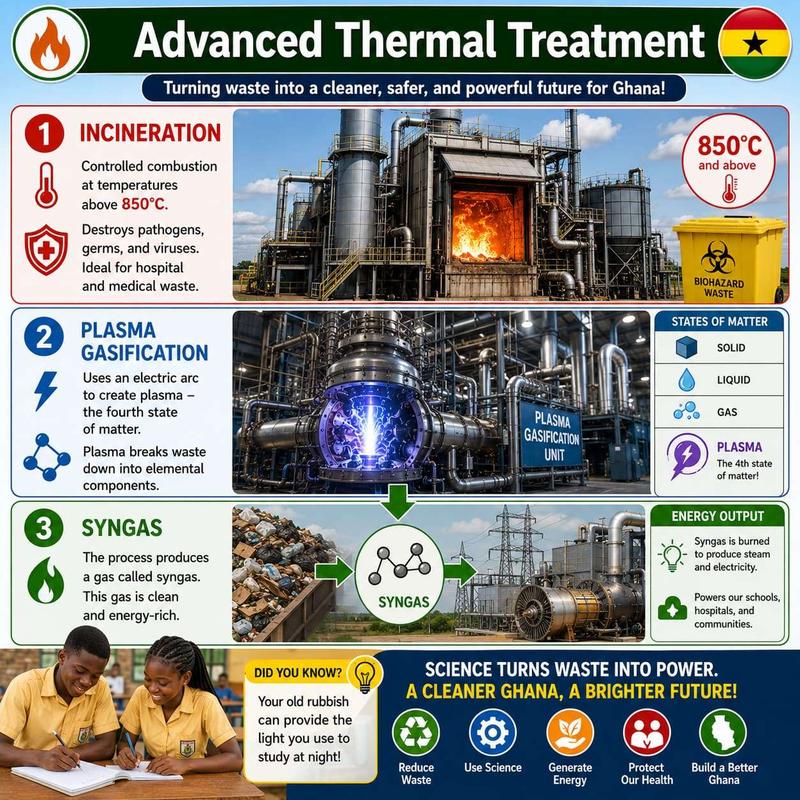 Advanced Thermal Treatment
Turning waste into a cleaner, safer, and powerful future for Ghana!
1 INCINERATION
Controlled combustion
at temperatures
above 850°C.
Destroys pathogens,
germs, and viruses.
Ideal for hospital
and medical waste.
850°C
and above
BIOHAZARD
WASTE
2 PLASMA
GASIFICATION
Uses an electric arc
to create plasma –
the fourth state
of matter.
Plasma breaks waste
down into elemental
components.
PLASMA
GASIFICATION
UNIT
STATES OF MATTER
SOLID
LIQUID
GAS
PLASMA
The 4th state
of matter!
3 SYNGAS
The process produces
a gas called syngas.
This gas is clean
and energy-rich.
SYNGAS
ENERGY OUTPUT
Syngas is burned
to produce steam
and electricity.
Powers our schools,
hospitals, and
communities.
DID YOU KNOW?
Your old rubbish
can provide the
light you use to
study at night!
SCIENCE TURNS WASTE INTO POWER.
A CLEANER GHANA, A BRIGHTER FUTURE!
Reduce
Waste
Use Science
Generate
Energy
Protect
Our Health
Build a Better
Ghana